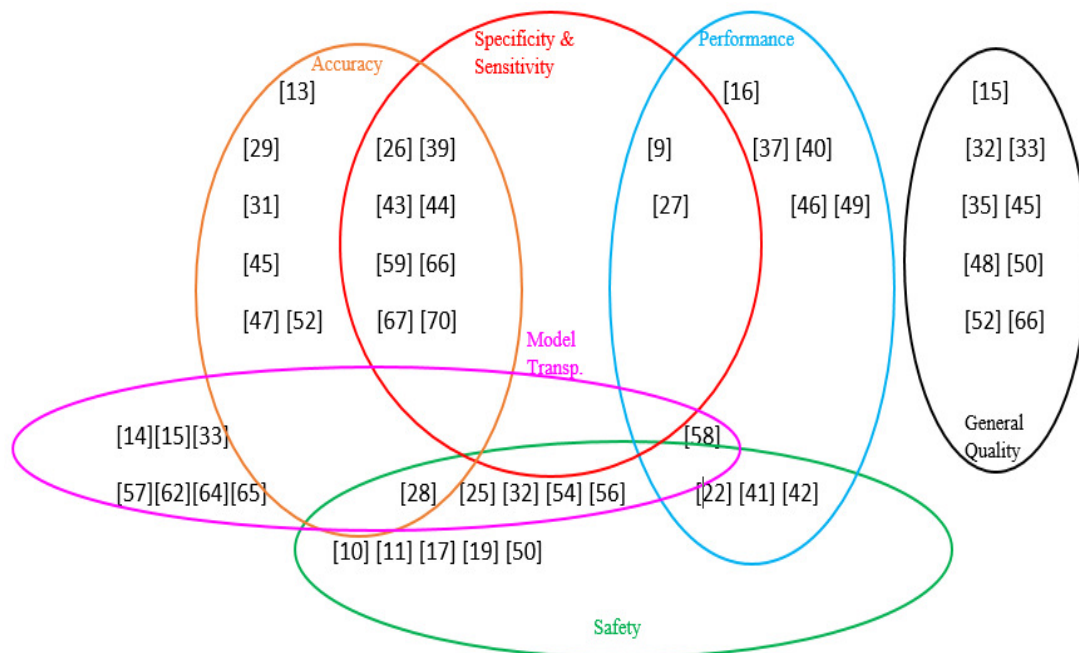 Specificity &
Sensitivity
Performance
Accuracy
[13]
[16]
[15]
[29]
[26] [39]
[9]
[37] [40]
[32] [33]
[31]
[43] [44]
[27]
[46] [49]
[35] [45]
[45]
[59] [66]
[48] [50]
[47] [52]
[67] [70]
[52] [66]
Model
Transp.
General
Quality
[14][15][33]
[58]
[57][62][64][65]
[28]
[25] [32] [54] [56]
[22] [41] [42]
[10] [11] [17] [19] [50]
Safety